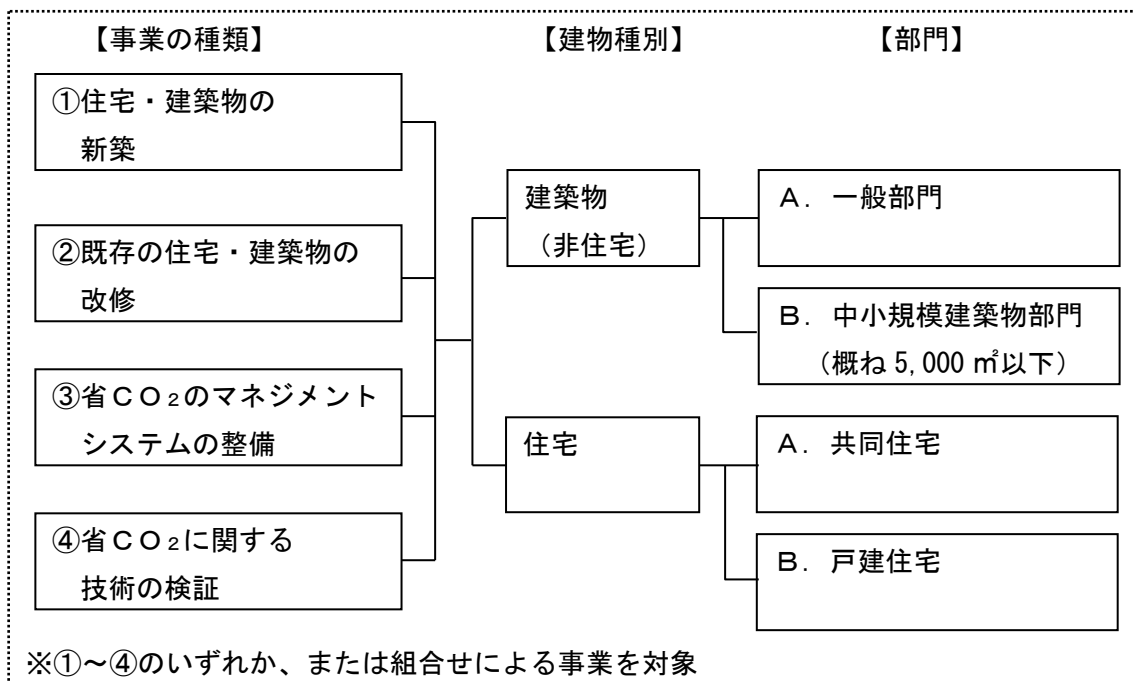 【事業の種類】
【建物種別】
【部門】
①住宅・建築物の
新築
②既存の住宅・建築物の
改修
③省CO₂のマネジメント
システムの整備
④省CO₂に関する
技術の検証
建築物
(非住宅)
住宅
A. 一般部門
B. 中小規模建築物部門
(概ね 5,000 ㎡以下)
A. 共同住宅
B. 戸建住宅
※①~④のいずれか、または組合せによる事業を対象